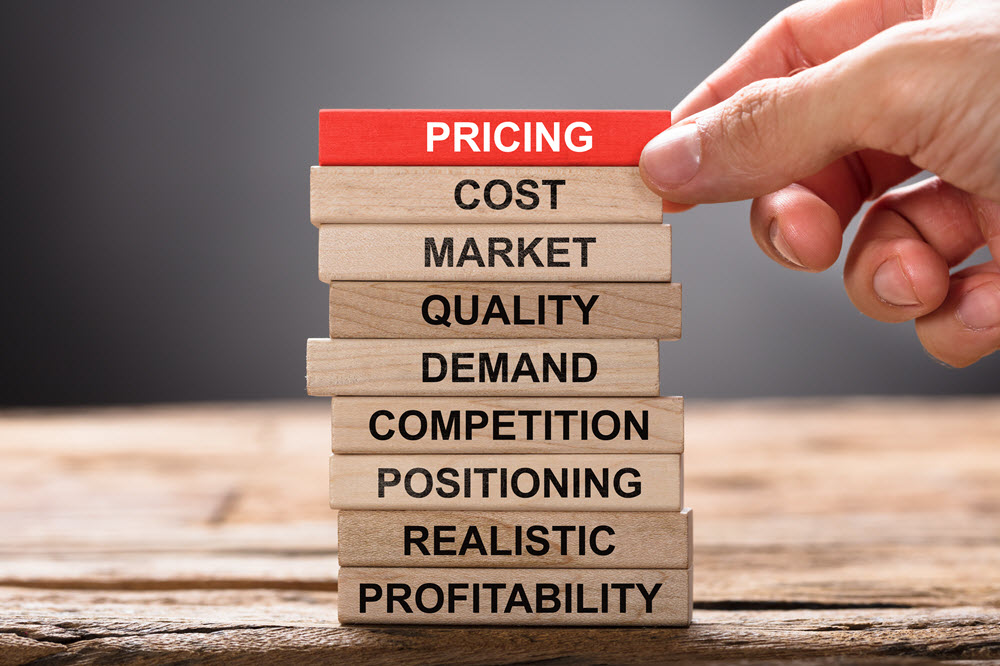 PRICING
COST
MARKET
QUALITY
DEMAND
COMPETITION
POSITIONING
REALISTIC
PROFITABILITY